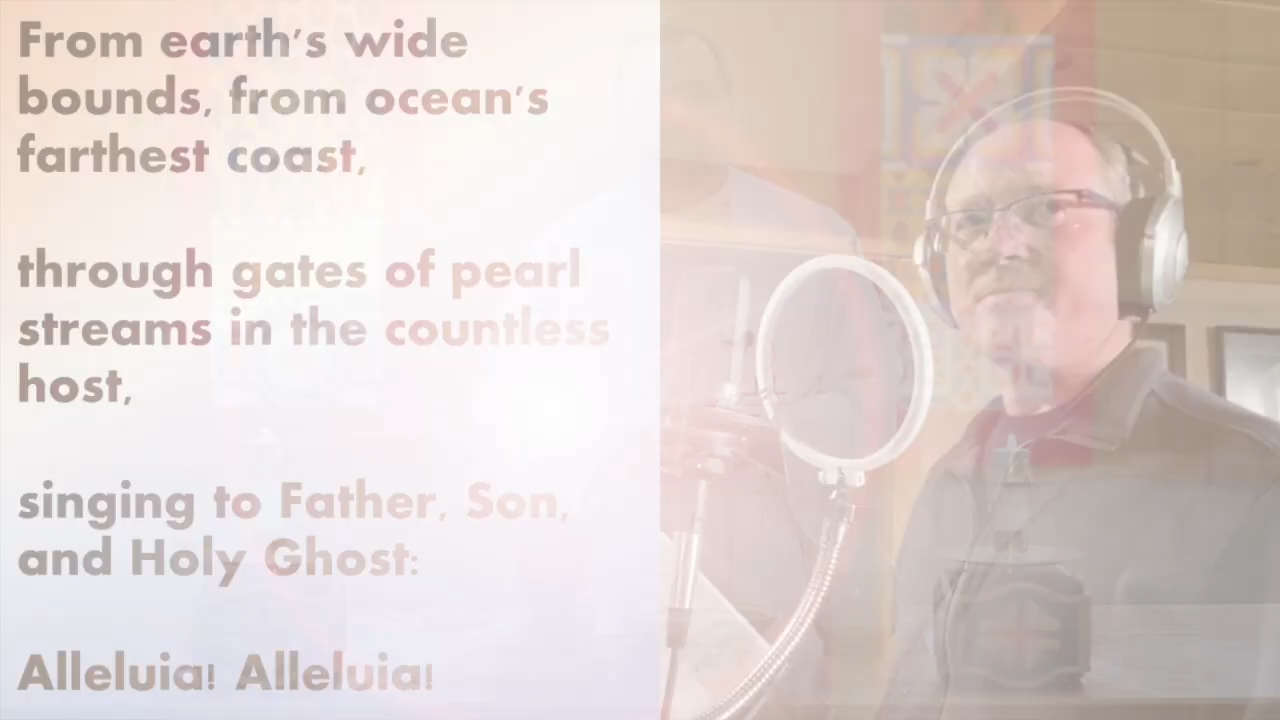 From earth's wide
bounds, from ocean's
farthest coast,
through gates of pearl
streams in the countless
host,
singing to Father, Son,
and Holy Ghost:
Alleluia! Alleluia!